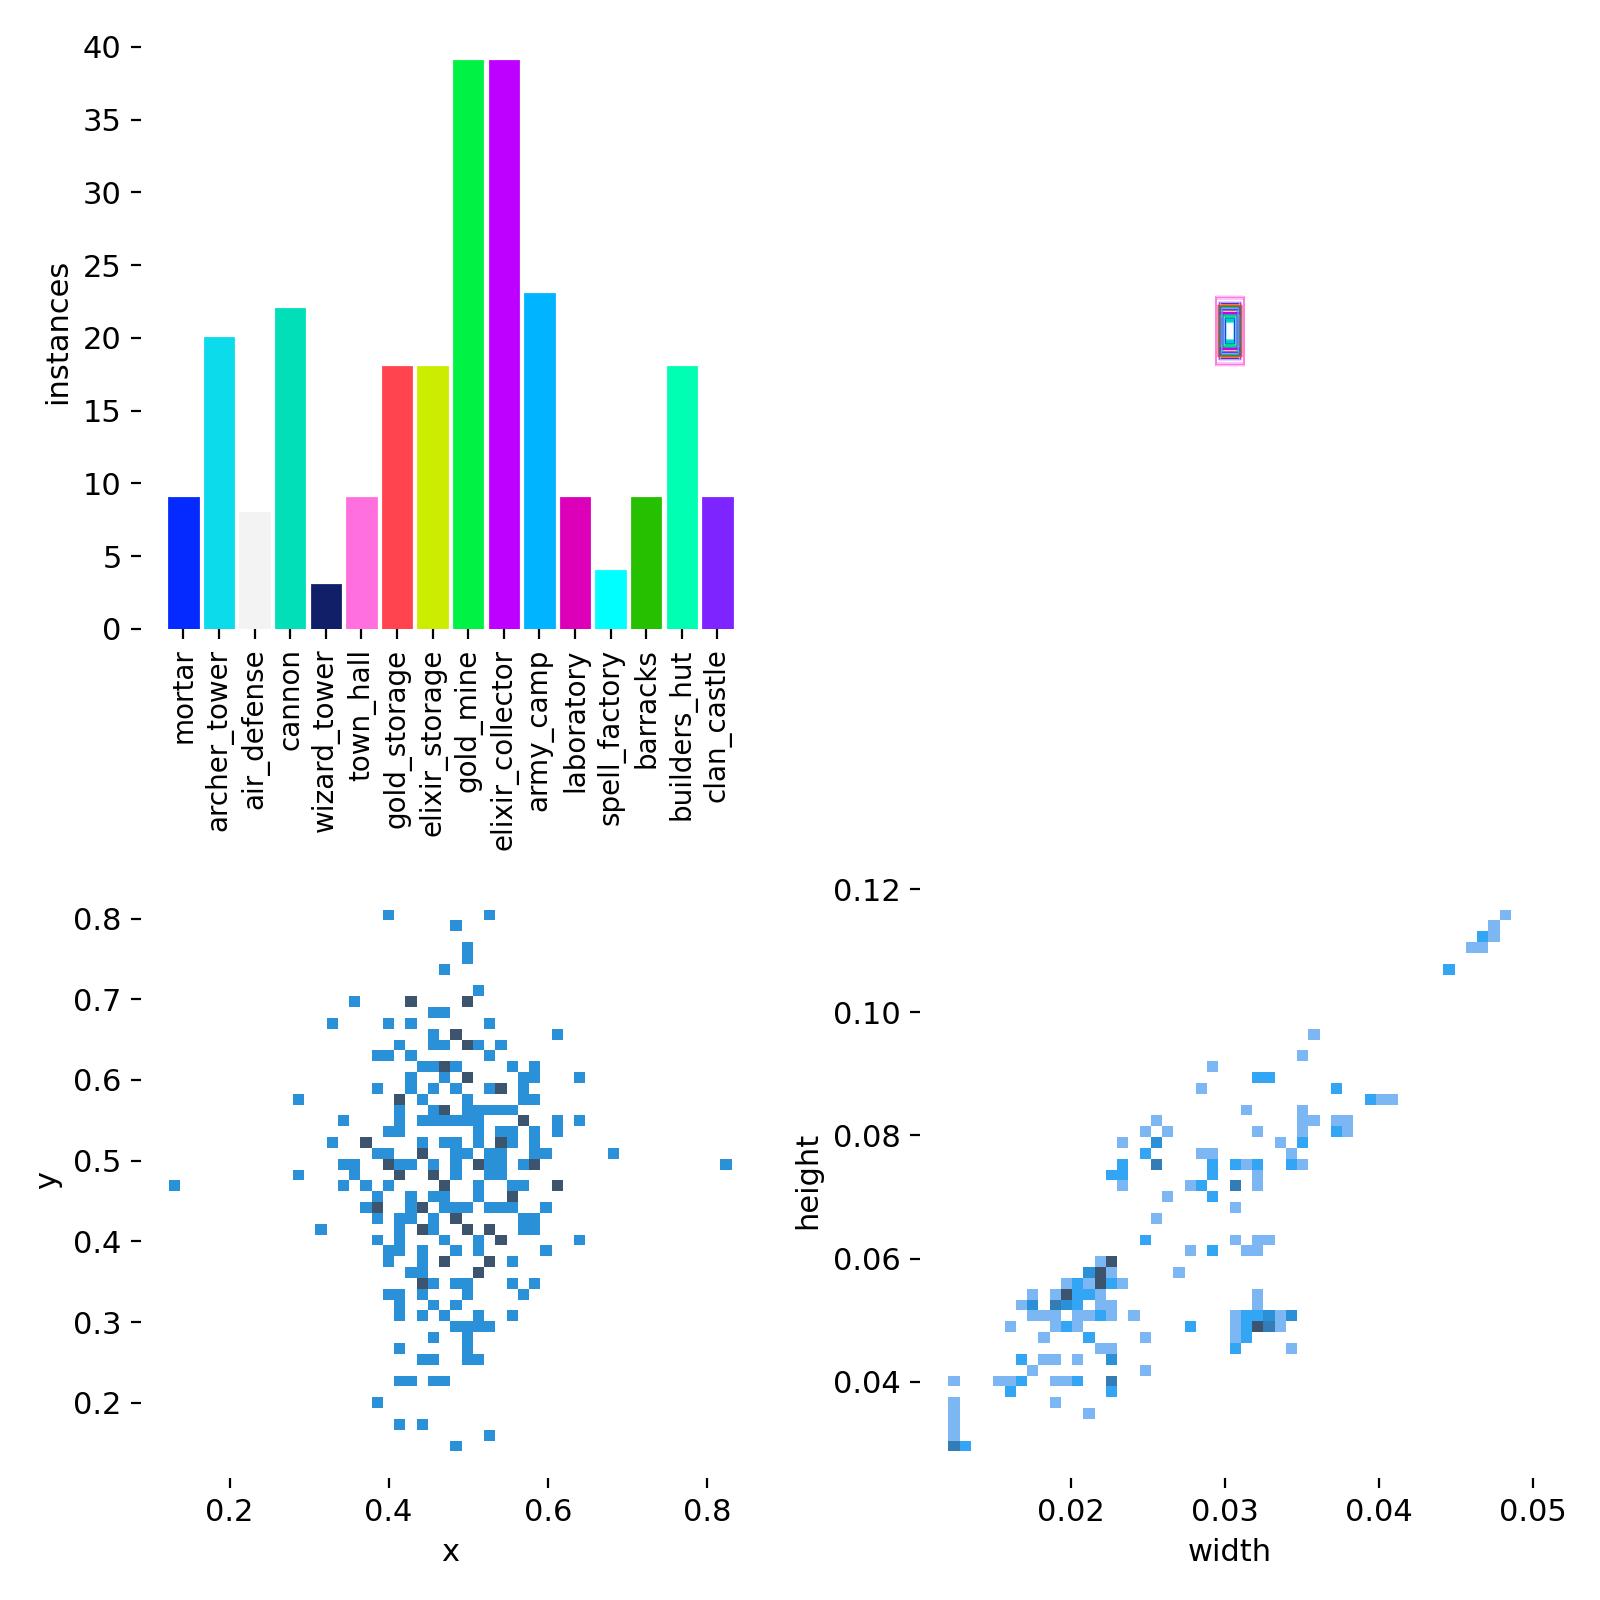 40
35
30
25
20
15
10
5
0
instances
mortar
archer_tower
air_defense
cannon
wizard_tower
town_hall
gold_storage
elixir_storage
gold_mine
elixir_collector
army_camp
laboratory
spell_factory
barracks
builders_hut
clan_castle
0.8
0.7
0.6
0.5
0.4
0.3
0.2
y
0.2 0.4 0.6 0.8
x
0.12
0.10
0.08
0.06
0.04
height
0.02 0.03 0.04 0.05
width